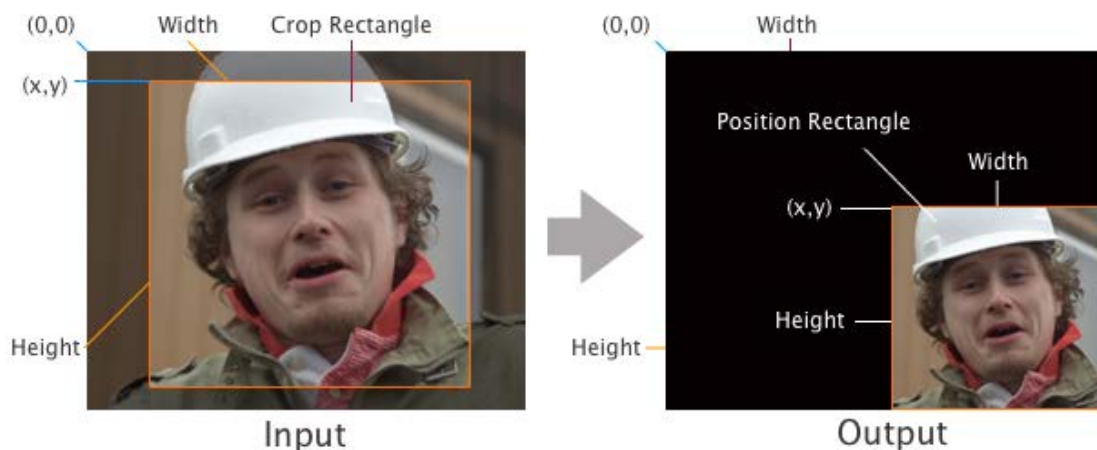 (0,0) Width Crop Rectangle
(x,y)
Height
Input
(0,0) Width
Position Rectangle
Width
(x,y)
Height
Height
Output